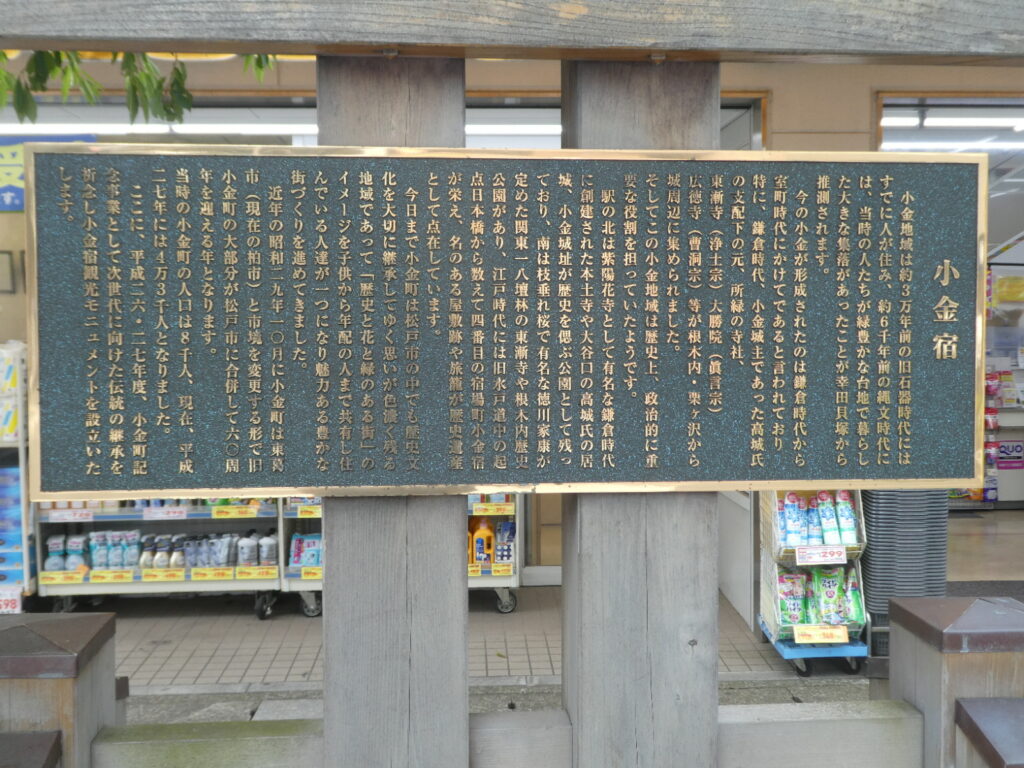 小金宿
小金地域は約3万年前の旧石器時代には
すでに人が住み、約6千年前の縄文時代に
は、当時の人たちが緑豊かな台地で暮らし
た大きな集落があったことが幸田貝塚から
推測されます。
今の小金が形成されたのは鎌倉時代から
室町時代にかけてであると言われており
特に、鎌倉時代、小金城主であった高城氏
の支配下の元、所縁の寺社、
東漸寺（浄土宗）大勝院（眞言宗）
広徳寺（曹洞宗）等が根木内・栗ヶ沢から
城周辺に集められました。
そしてこの小金地域は歴史上、政治的に重
要な役割を担っていたようです。
駅の北は紫陽花寺として有名な鎌倉時代
に創建された本土寺や大谷口の高城氏の居
城、小金城址が歴史を偲ぶ公園として残っ
ており、南は枝垂れ桜で有名な徳川家康が
定めた関東一八壇林の東漸寺や根木内歴史
公園があり、江戸時代には旧水戸道中の起
点日本橋から数えて四番目の宿場町小金宿
が栄え、名のある屋敷跡や旅籠が歴史遺産
として点在しています。
今日まで小金町は松戸市の中でも歴史文
化を大切に継承してゆく思いが色濃く残る
地域であって「歴史と花と緑のある街」の
イメージを子供から年配の人まで共有し住
んでいる人達が一つになり魅力ある豊かな
街づくりを進めてきました。
近年の昭和二九年一〇月に小金町は東葛
市（現在の柏市）と市境を変更する形で旧
小金町の大部分が松戸市に合併して六〇周
年を迎える年となります。
当時の小金町の人口は8千人、現在、平成
二七年には4万3千人となりました。
ここに、平成二六・二七年度、小金町記
念事業として次世代に向けた伝統の継承を
祈念し小金宿観光モニュメントを設立いた
します。
299
QUO